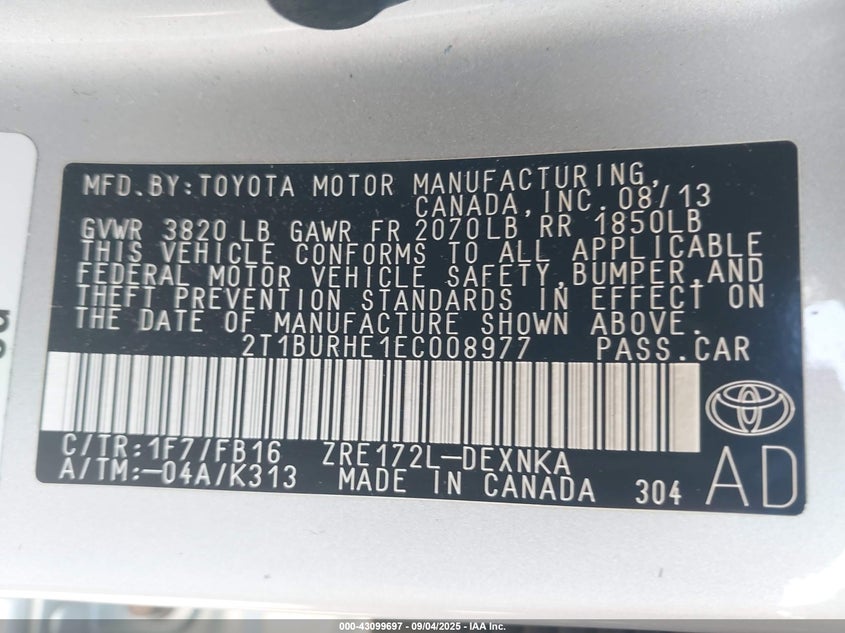 MFD.BY:TOYOTA MOTOR MANUFACTURING,
CANADA,INC.08/13
GVWR 3820LB GAWR FR 2070LB RR 1850LB
THIS VEHICLE CONFORMS TO ALL APPLICABLE
FEDERAL MOTOR VEHICLE SAFETY,BUMPER,AND
THEFT PREVENTION STANDARDS IN EFFECT ON
THE DATE OF MANUFACTURE SHOWN ABOVE.
2T1BURHE1EC008977 PASS.CAR
C/TR:1F7/FB16 ZRE172L-DEXNKA
A/TM:-04A/K313 MADE IN CANADA 304 AD
000-43099697 - 09/04/2025 - IAA Inc.